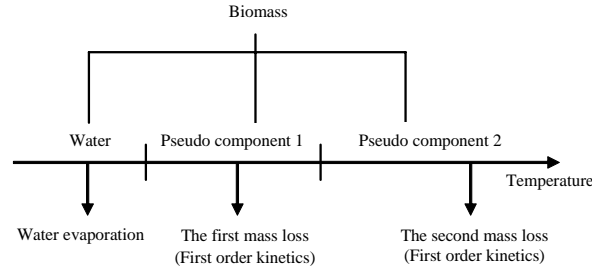 Biomass
Water
Pseudo component 1
Pseudo component 2
Temperature
Water evaporation
The first mass loss
(First order kinetics)
The second mass loss
(First order kinetics)